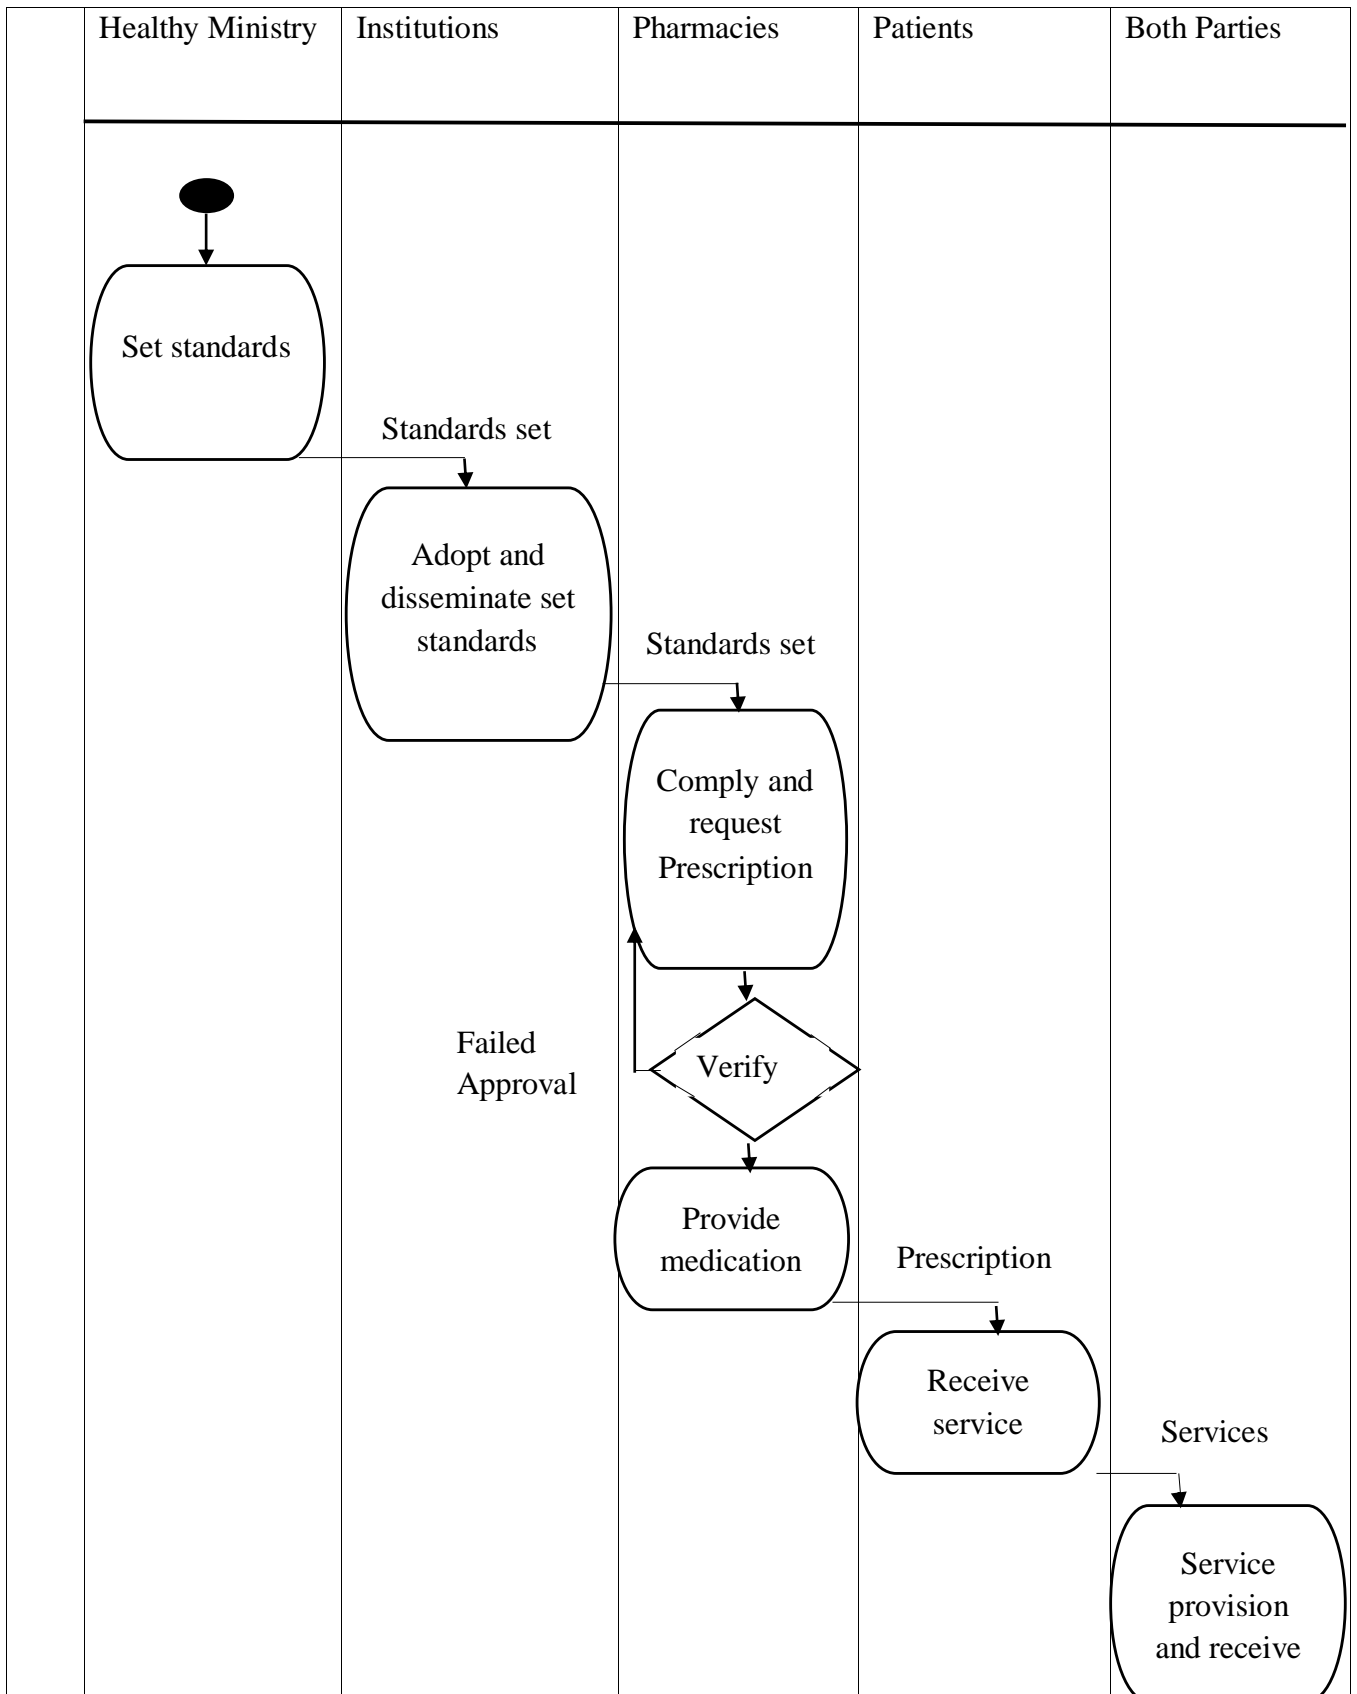 Healthy Ministry
Institutions
Pharmacies
Patients
Both Parties
Set standards
Standards set
Adopt and
disseminate set
standards
Standards set
Comply and
request
Prescription
Failed
Approval
Verify
Provide
medication
Prescription
Receive
service
Services
Service
provision
and receive